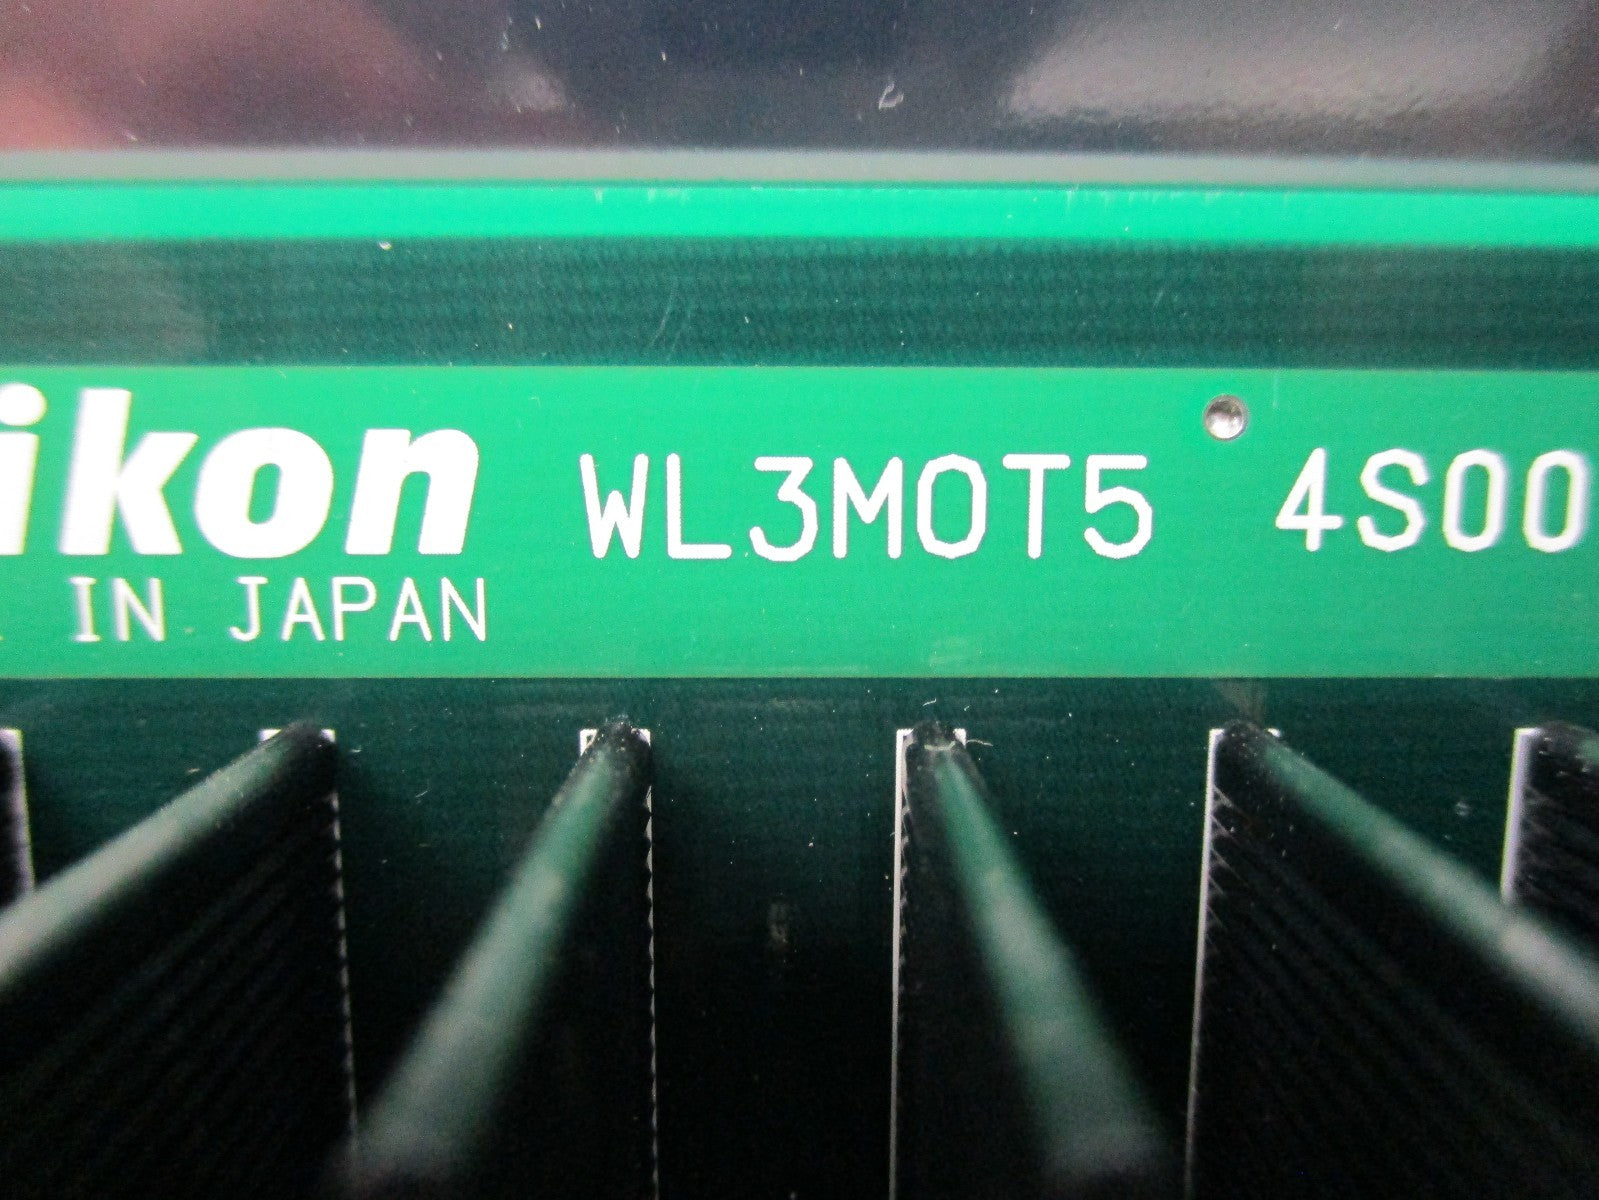 ikon WL3MOT5 4S00
IN JAPAN